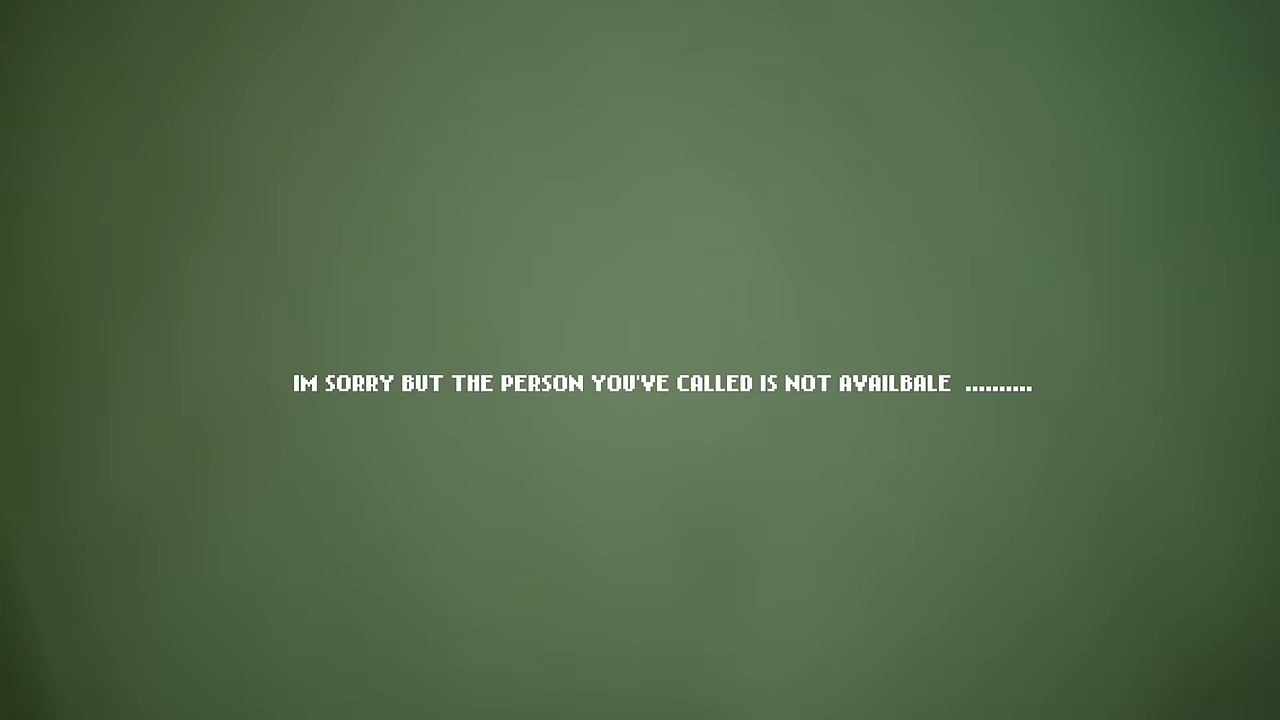 IM SORRY BUT THE PERSON YOU'VE CALLED IS NOT AVAILBALE ..........